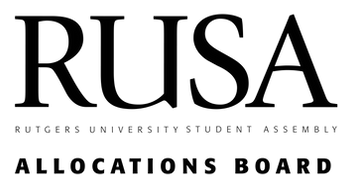 RUSA
RUTGERS UNIVERSITY STUDENT ASSEMBLY
ALLOCATIONS BOARD